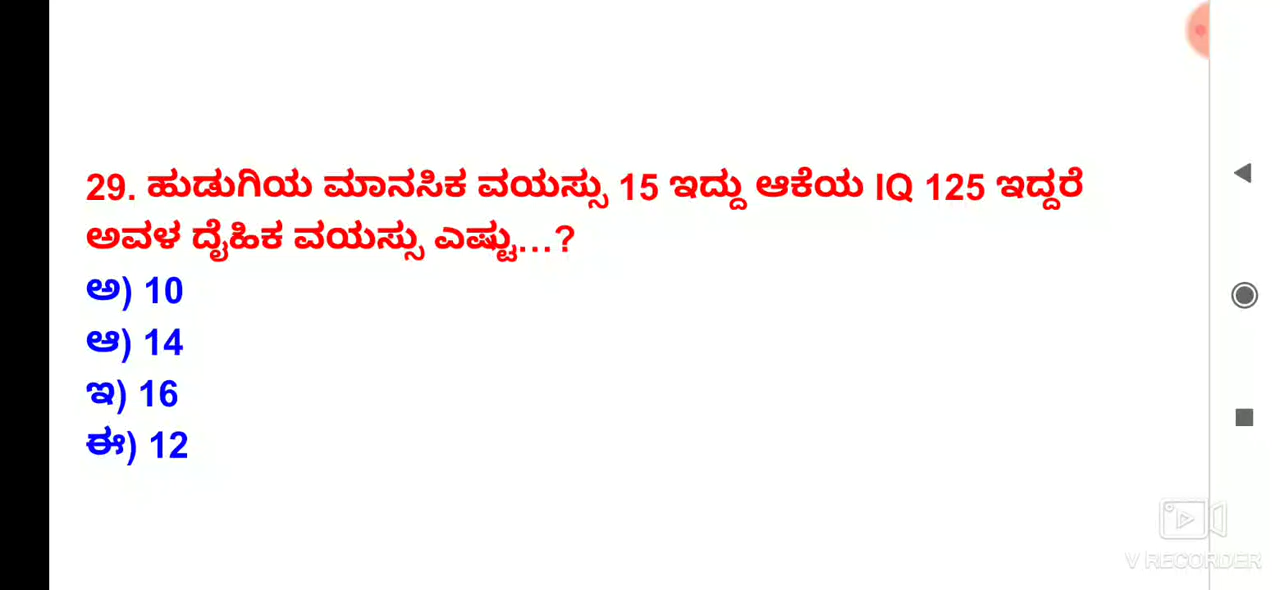 29. ಹುಡುಗಿಯ ಮಾನಸಿಕ ವಯಸ್ಸು 15 ಇದ್ದು ಆಕೆಯ IQ 125 ಇದ್ದರೆ
ಅವಳ ದೈಹಿಕ ವಯಸ್ಸು ಎಷ್ಟು...?
ಅ) 10
ಆ) 14
ಇ) 16
ಈ) 12
V RECORDER